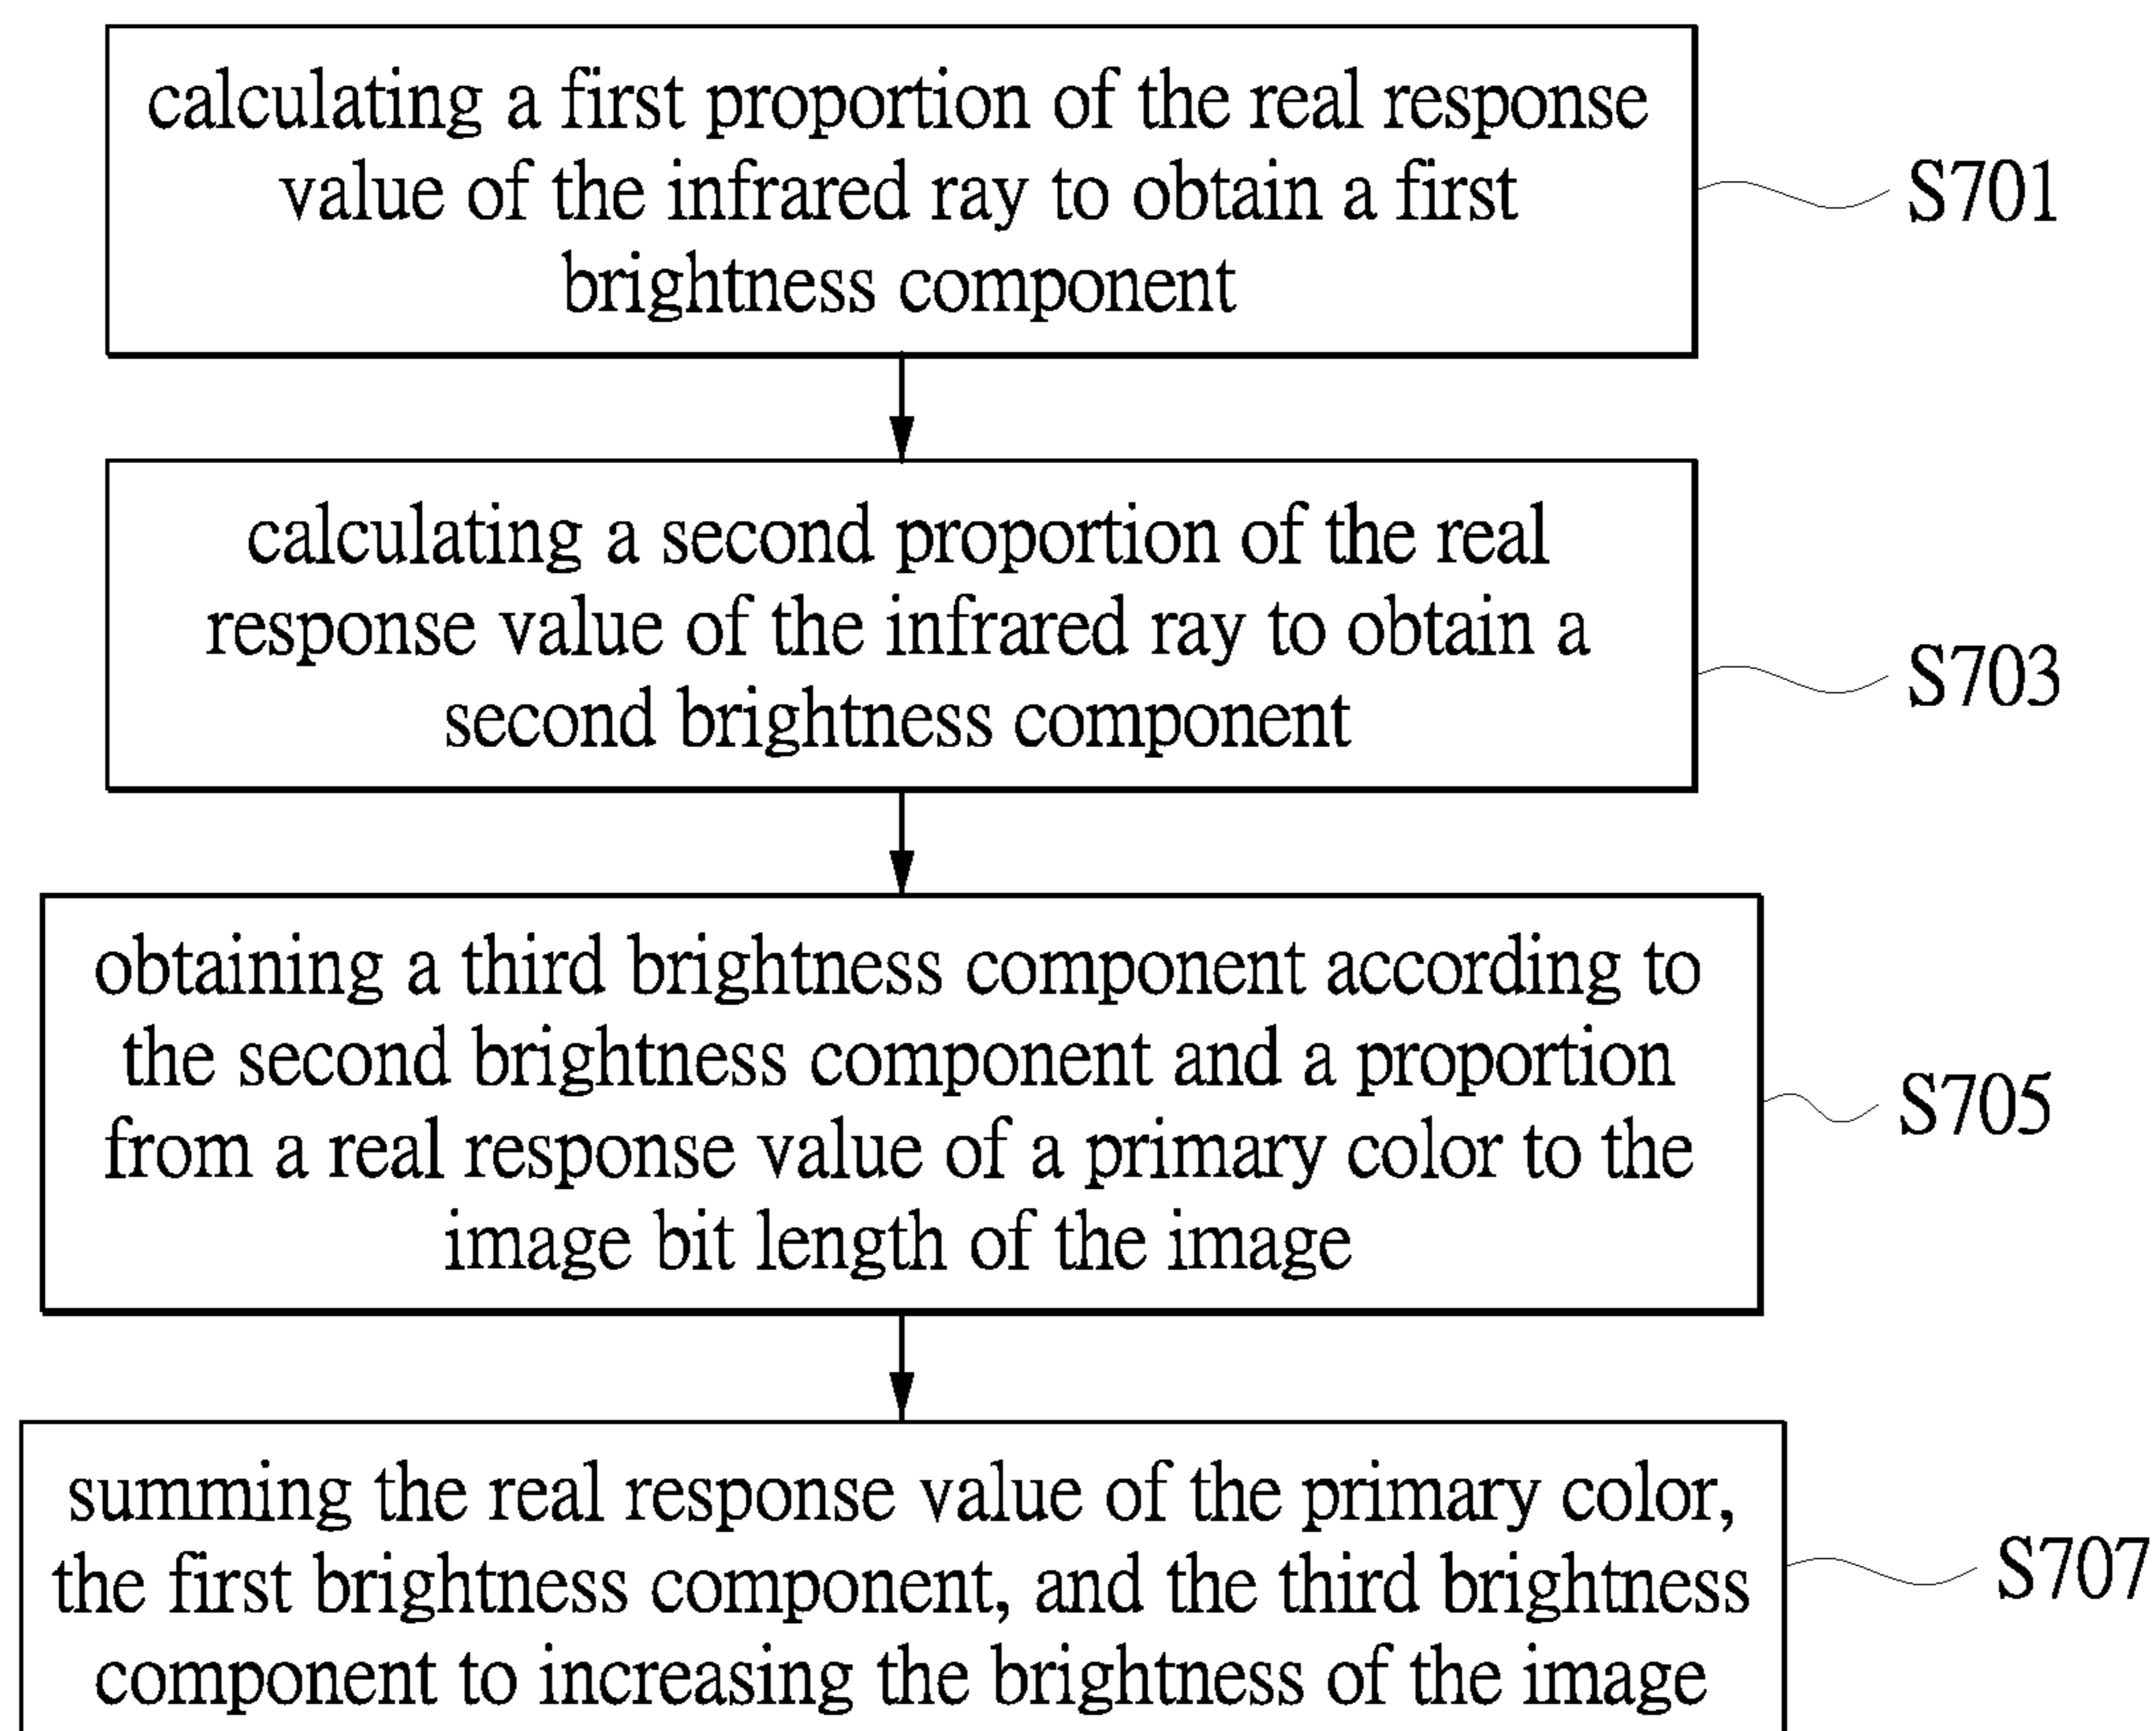 calculating a first proportion of the real response
value of the infrared ray to obtain a first
brightness component
S701
calculating a second proportion of the real
response value of the infrared ray to obtain a
second brightness component
S703
obtaining a third brightness component according to
the second brightness component and a proportion
from a real response value of a primary color to the
image bit length of the image
S705
summing the real response value of the primary color,
the first brightness component, and the third brightness
component to increasing the brightness of the image
S707